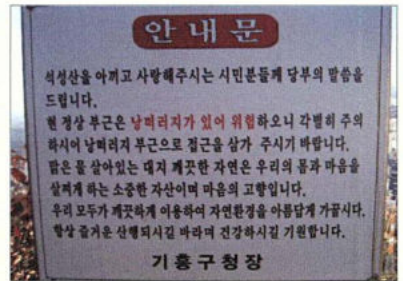 안내문
석성산을 아끼고 사랑해주시는 시민분들께 당부의 말씀을
드립니다.
현 정상 부근은 낭떠러지가 있어 위험하오니 각별히 주의
하시어 낭떠러지 부근으로 접근을 삼가 주시기 바랍니다.
맑은 물 살아있는 대지 깨끗한 자연은 우리의 몸과 마음을
살찌게 하는 소중한 자산이며 마음의 고향입니다.
우리 모두가 깨끗하게 이용하여 자연환경을 아름답게 가꿉시다.
항상 즐거운 산행되시길 바라며 건강하시길 기원합니다.
기흥구청장